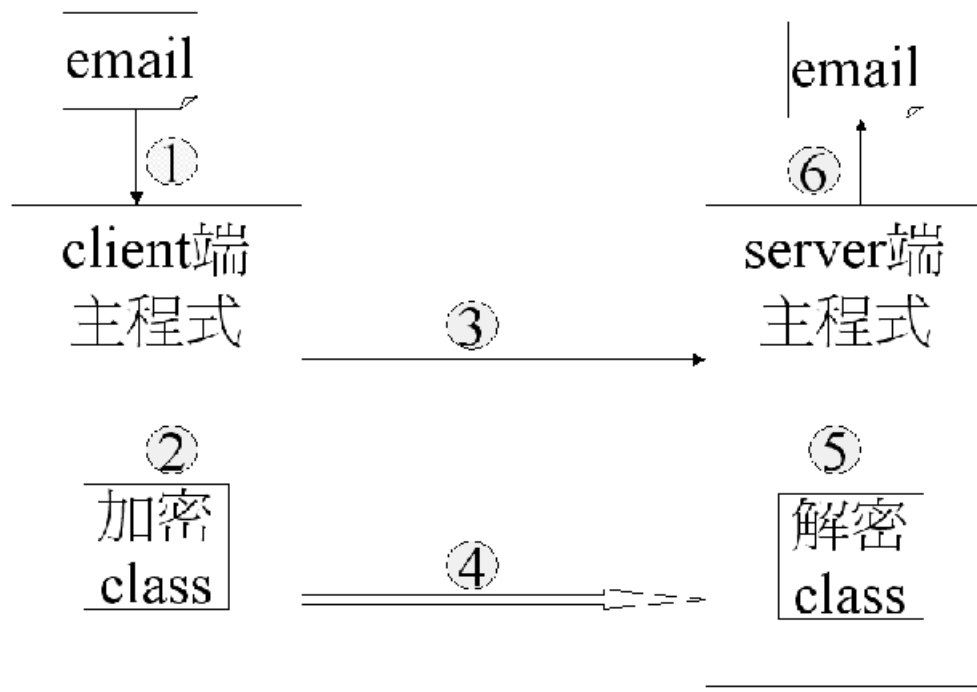 email
email
①
⑥
client端
主程式
server端
主程式
③
②
⑤
加密
class
解密
class
④